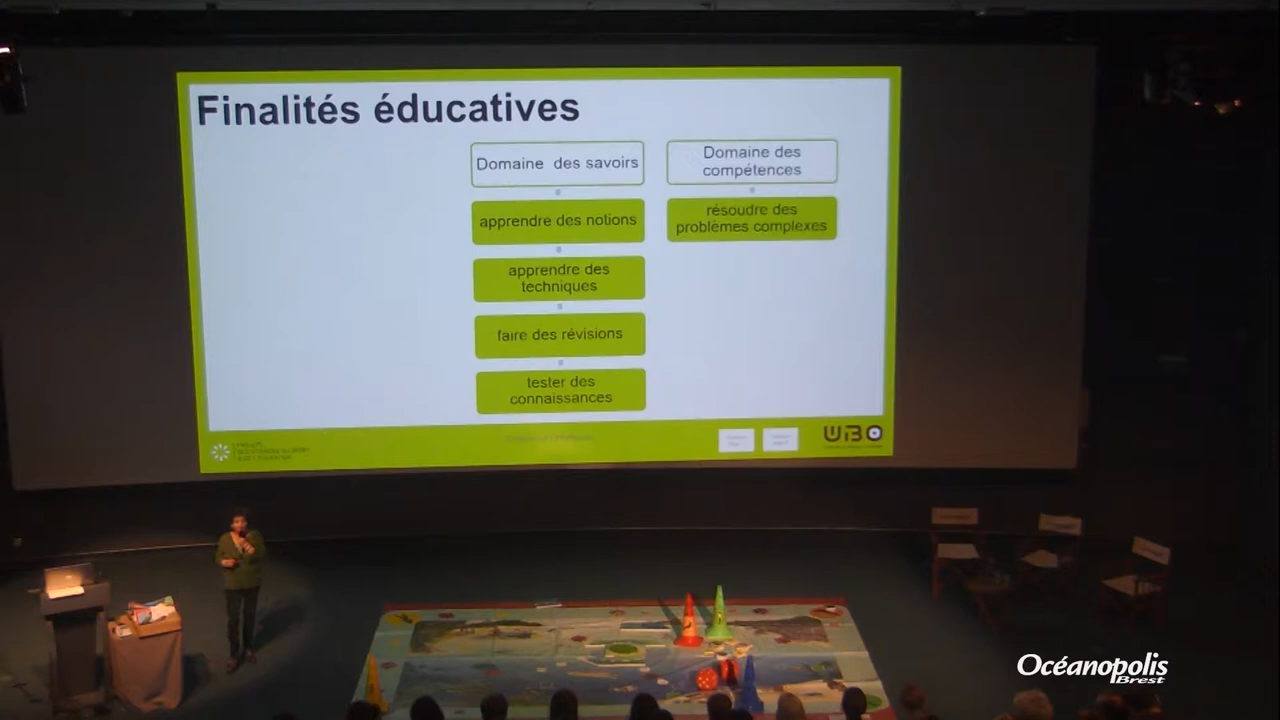 Finalités éducatives
Domaine des savoirs
apprendre des notions
apprendre des
techniques
faire des révisions
tester des
connaissances
Domaine des
compétences
résoudre des
problèmes complexes
UBO
Océanopolis
Brest